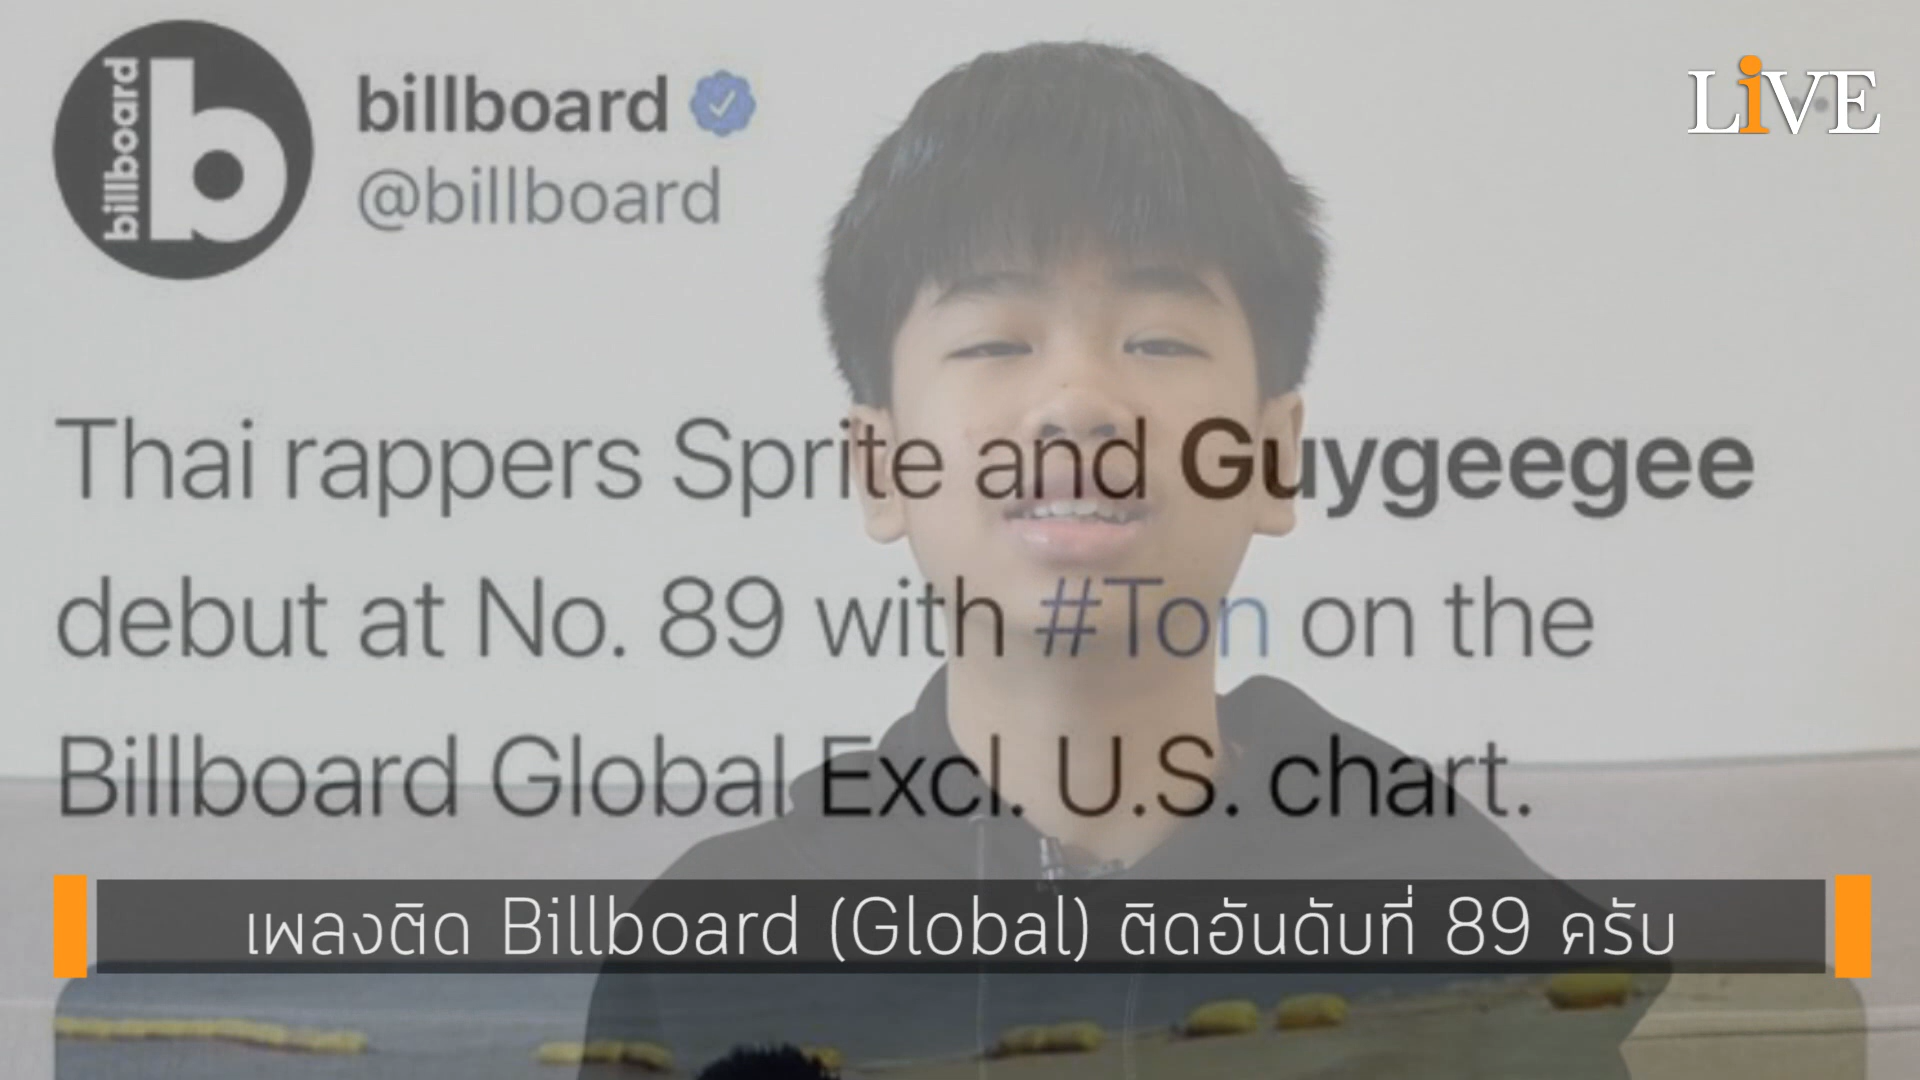 billboard
billboard
@billboard
LiVE
Thai rappers Sprite and Guygeegee
debut at No. 89 with #Ton on the
Billboard Global Excl. U.S. chart.
เพลงติด Billboard (Global) ติดอันดับที่ 89 ครับ